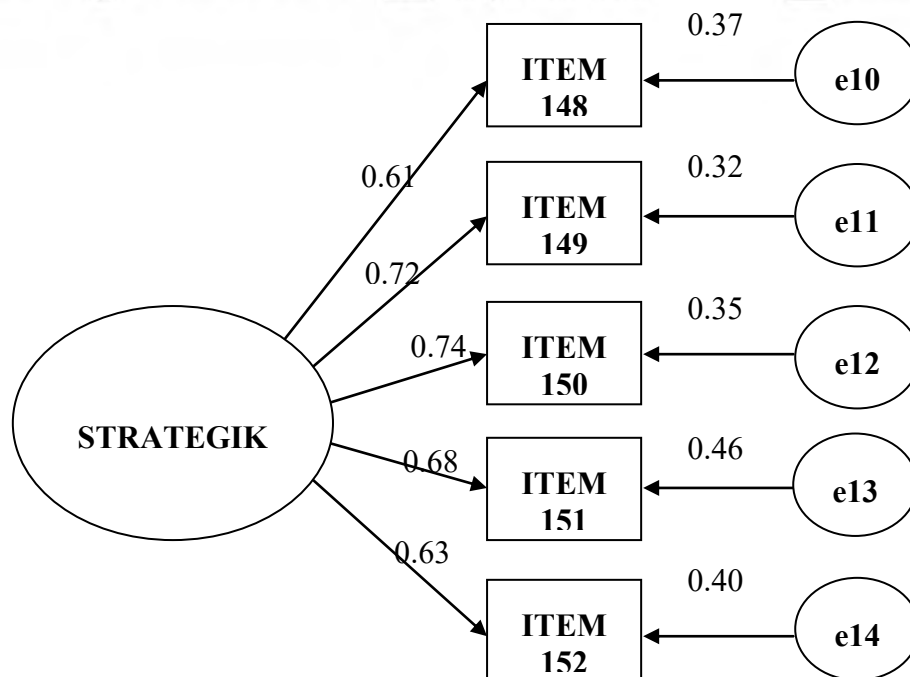 0.37
ITEM
148
e10
0.61
0.32
ITEM
149
e11
0.72
0.35
ITEM
150
e12
0.74
STRATEGIK
0.46
ITEM
151
e13
0.68
0.40
ITEM
152
e14
0.63